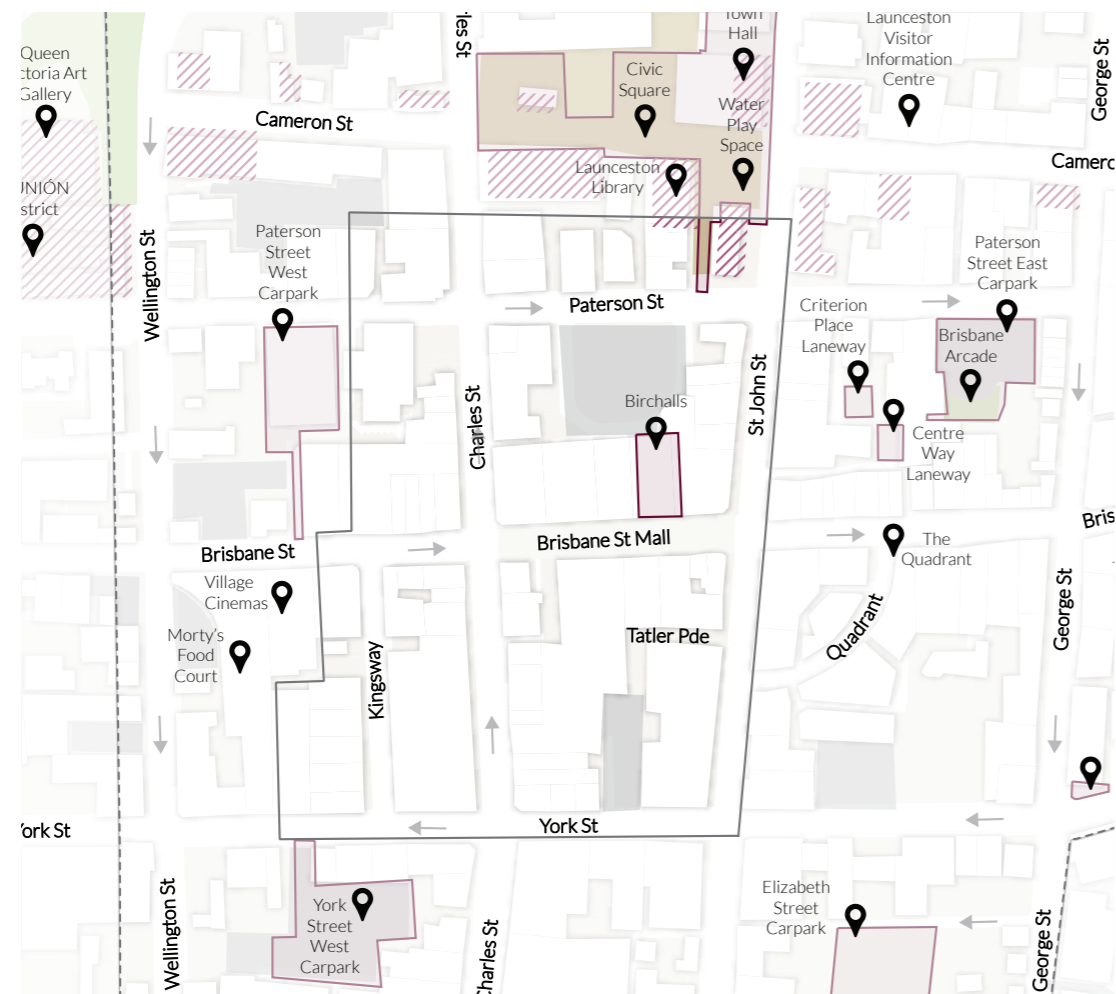 Queen
ctoria Art
Gallery
UNIÓN
strict
Cameron St
les St
Civic
Square
Town
Hall
Water
Play
Space
Launceston
Library
Launceston
Visitor
Information
Centre
George St
Camero
Wellington St
Paterson
Street
West
Carpark
Paterson St
Charles St
Birchalls
St John St
Criterion
Place
Laneway
Paterson
Street East
Carpark
Brisbane
Arcade
Centre
Way
Laneway
Brisbane St
Brisbane St Mall
Bris
The
Quadrant
Village
Cinemas
Morty's
Food
Court
Kingsway
Tatler Pde
Quadrant
George St
York St
York St
Wellington St
York
Street
West
Carpark
Charles St
Elizabeth
Street
Carpark
George St